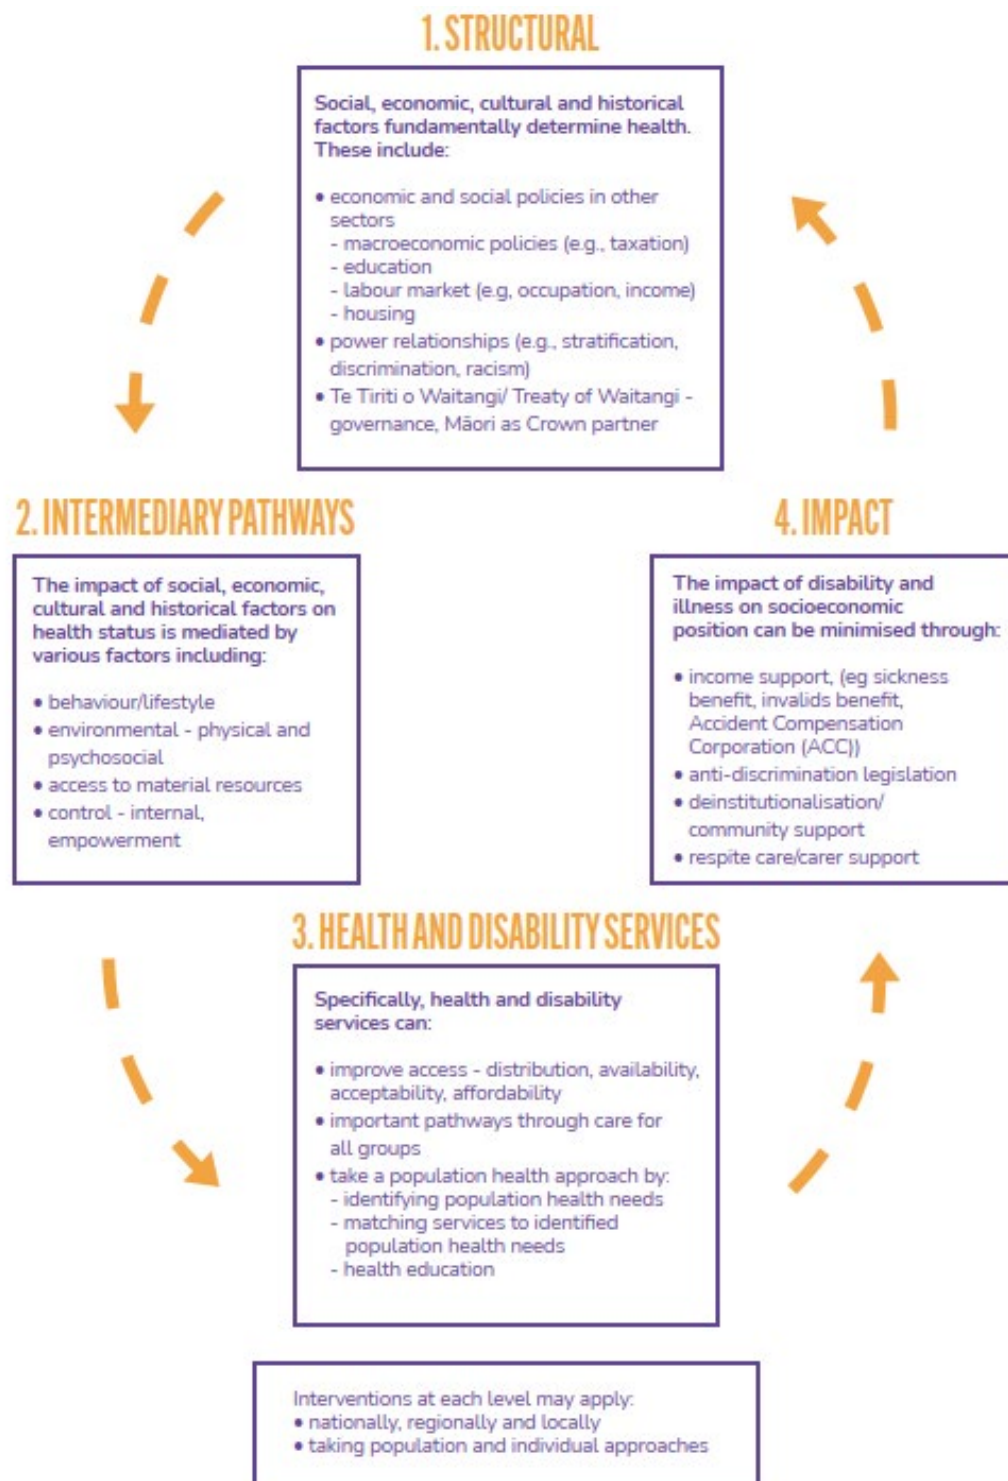 1. STRUCTURAL
Social, economic, cultural and historical
factors fundamentally determine health.
These include:
• economic and social policies in other
sectors
- macroeconomic policies (e.g., taxation)
- education
- labour market (e.g, occupation, income)
- housing
• power relationships (e.g., stratification,
discrimination, racism)
• Te Tiriti o Waitangi/ Treaty of Waitangi -
governance, Māori as Crown partner
2. INTERMEDIARY PATHWAYS
The impact of social, economic,
cultural and historical factors on
health status is mediated by
various factors including:
• behaviour/lifestyle
• environmental - physical and
psychosocial
• access to material resources
• control - internal,
empowerment
3. HEALTH AND DISABILITY SERVICES
Specifically, health and disability
services can:
• improve access - distribution, availability,
acceptability, affordability
• important pathways through care for
all groups
• take a population health approach by:
- identifying population health needs
- matching services to identified
population health needs
- health education
4. IMPACT
The impact of disability and
illness on socioeconomic
position can be minimised through:
• income support, (eg sickness
benefit, invalids benefit,
Accident Compensation
Corporation (ACC))
• anti-discrimination legislation
• deinstitutionalisation/
community support
• respite care/carer support
Interventions at each level may apply:
• nationally, regionally and locally
• taking population and individual approaches